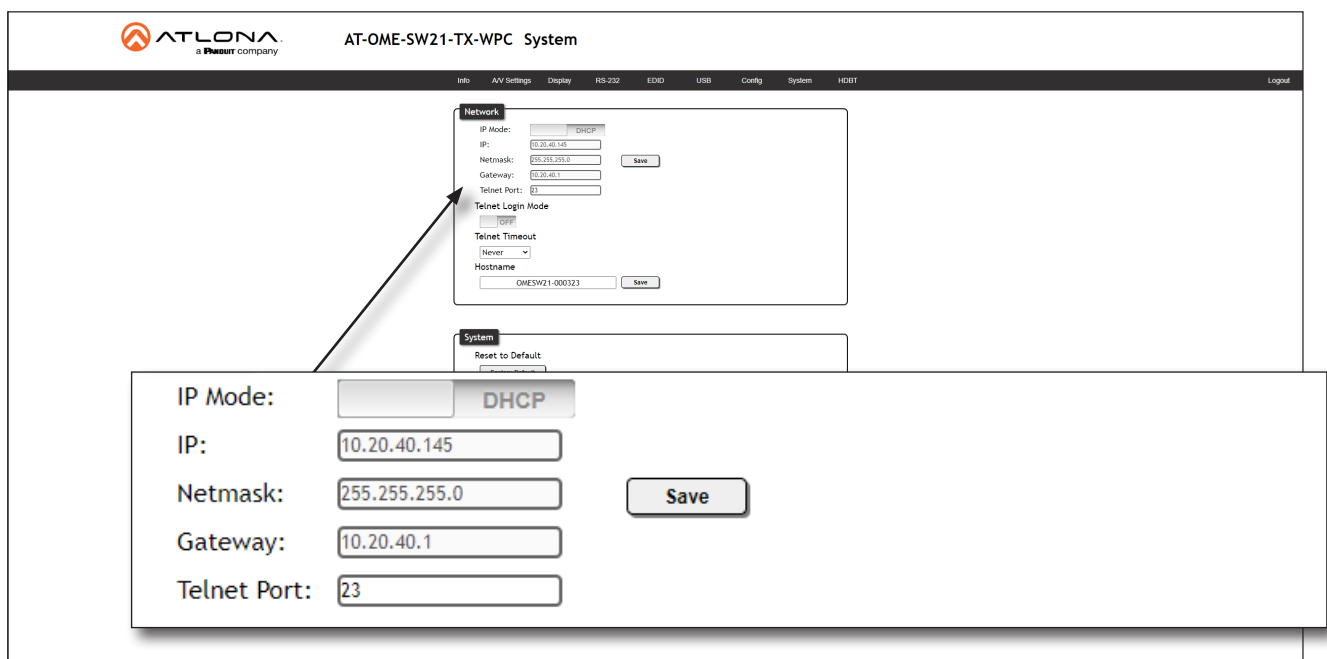 ATLONA.
a PANDUIT company
AT-OME-SW21-TX-WPC System
Info A/V Settings Display RS-232 EDID USB Config System HDBT Logout
Network
IP Mode: DHCP
IP: 10.20.40.145
Netmask: 255.255.255.0 Save
Gateway: 10.20.40.1
Telnet Port: 23
Telnet Login Mode
OFF
Telnet Timeout
Never
Hostname
OMESW21-000323 Save
System
Reset to Default
IP Mode: DHCP
IP: 10.20.40.145
Netmask: 255.255.255.0 Save
Gateway: 10.20.40.1
Telnet Port: 23